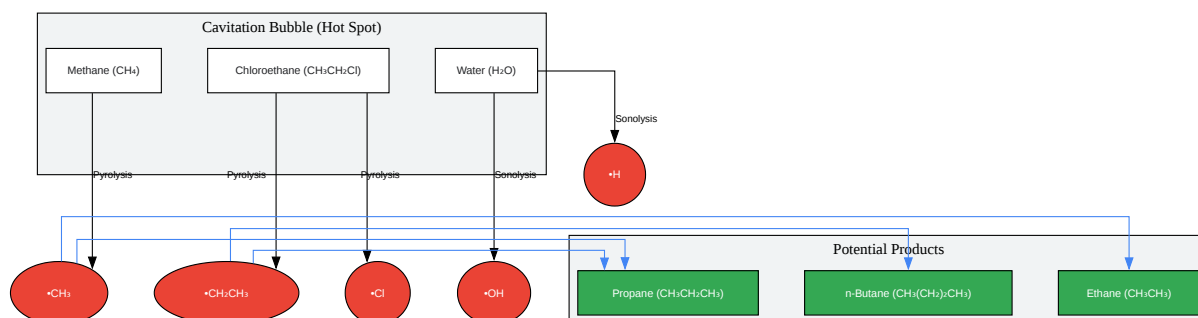 Cavitation Bubble (Hot Spot)
Methane (CH₄)
Chloroethane (CH₃CH₂Cl)
Water (H₂O)
Sonolysis
•H
Pyrolysis
Pyrolysis
Pyrolysis
Sonolysis
Potential Products
•CH₃
•CH₂CH₃
•Cl
•OH
Propane (CH₃CH₂CH₃)
n-Butane (CH₃(CH₂)₂CH₃)
Ethane (CH₃CH₃)